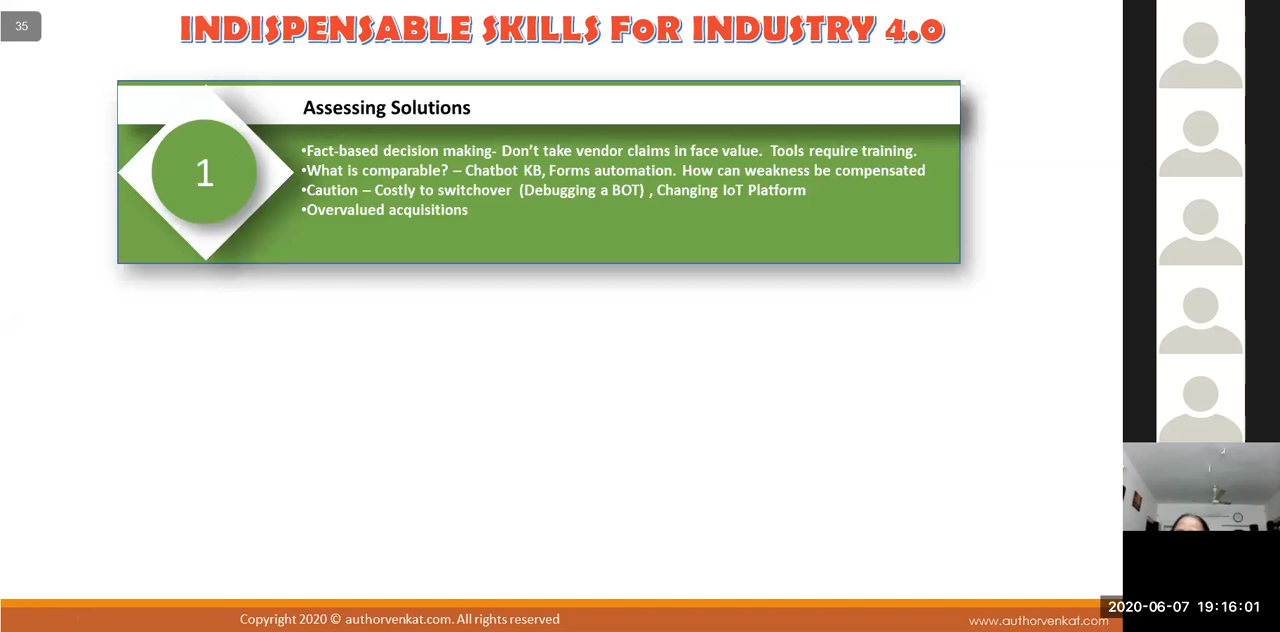 35
INDISPENSABLE SKILLS FOR INDUSTRY 4.0
Assessing Solutions
1
•Fact-based decision making- Don’t take vendor claims in face value. Tools require training.
•What is comparable? – Chatbot KB, Forms automation. How can weakness be compensated
•Caution – Costly to switchover (Debugging a BOT) , Changing IoT Platform
•Overvalued acquisitions
Copyright 2020 © authorvenkat.com. All rights reserved
www.authorvenkat.com
2020-06-07 19:16:01